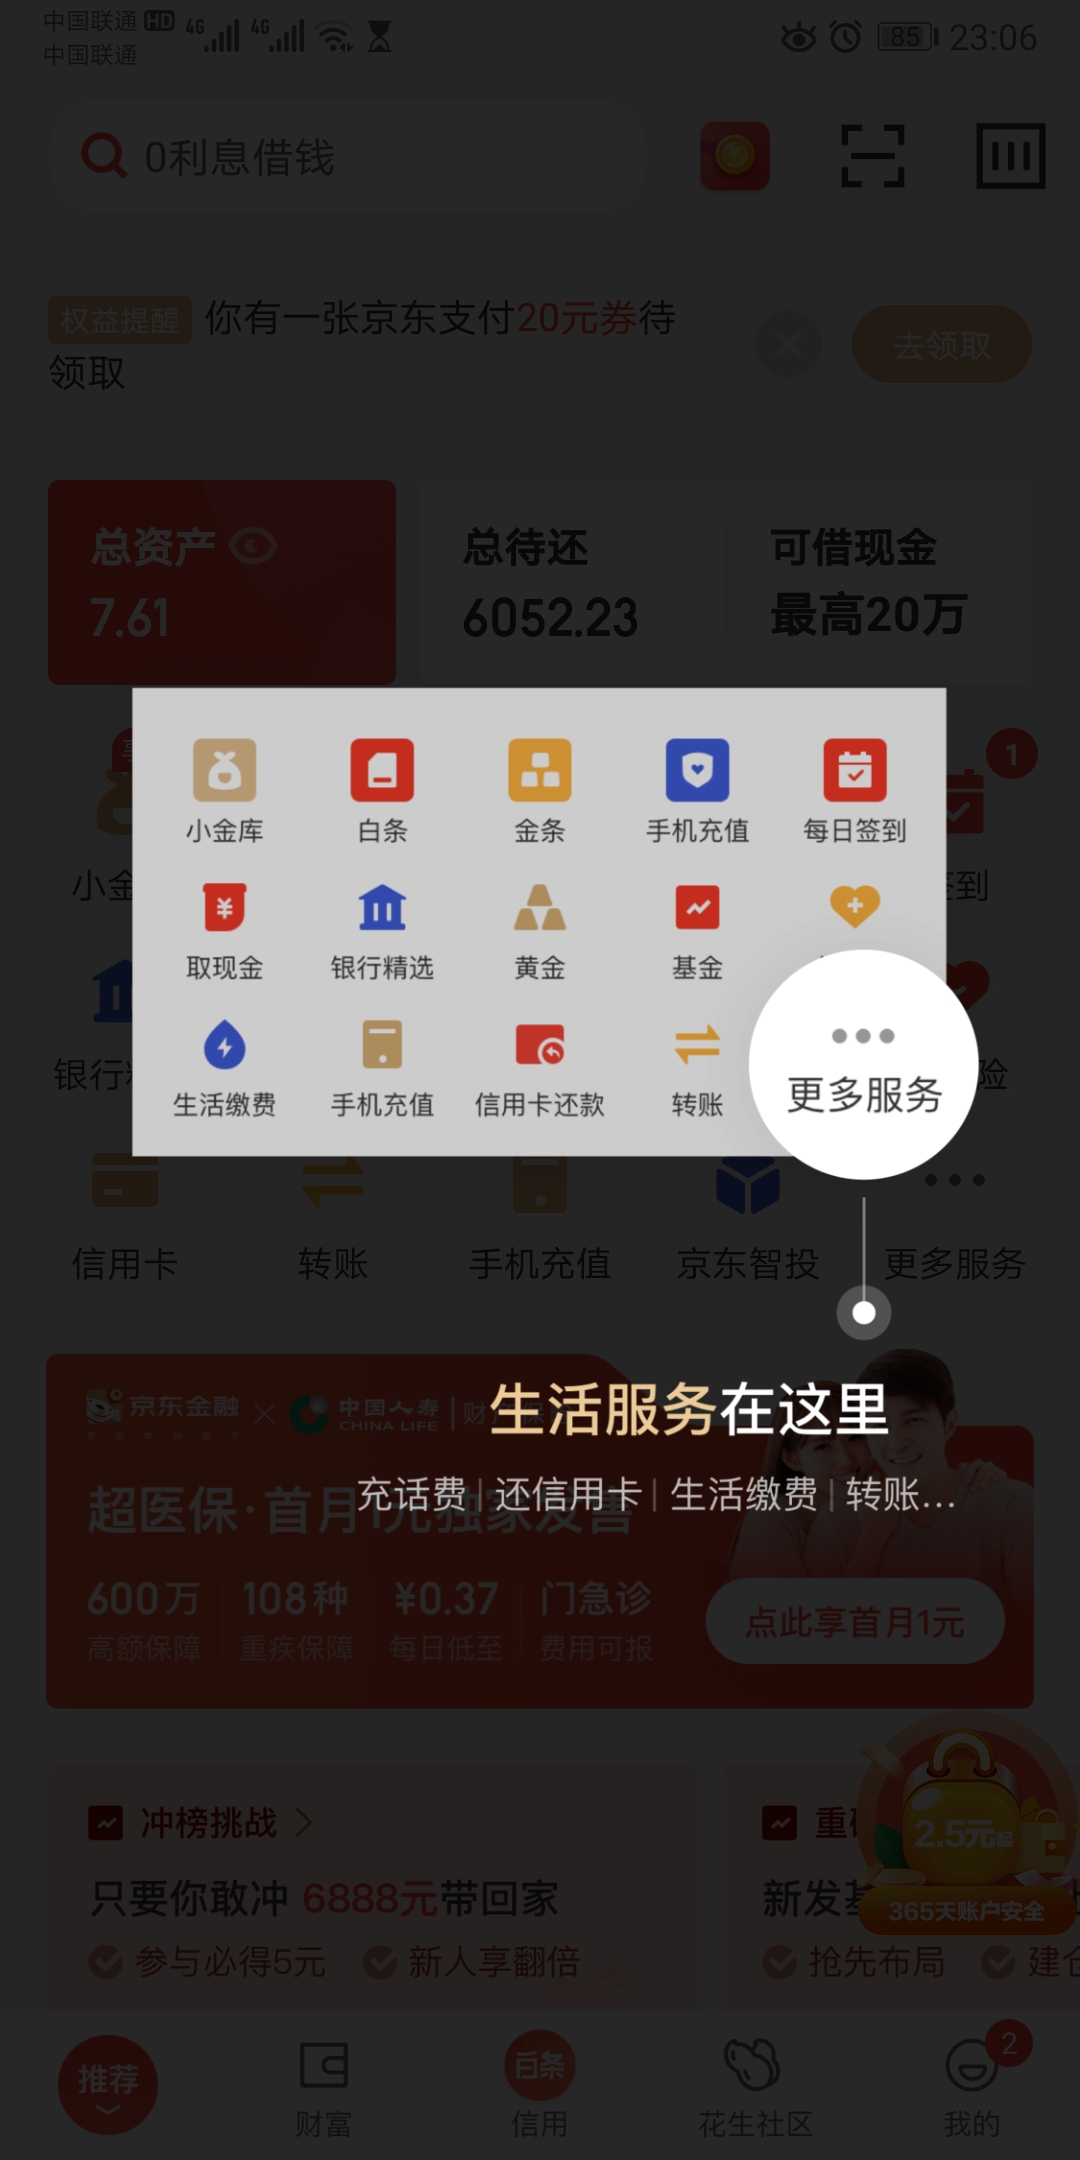 中国联通 HD 4G 4G 85 23:06
中国联通
0利息借钱
权益提醒 你有一张京东支付20元券待
领取
去领取
总资产
7.61
总待还
6052.23
可借现金
最高20万
1
小金库
白条
金条
手机充值
每日签到
小金
签到
取现金
银行精选
黄金
基金
银行精
险
生活缴费
手机充值
信用卡还款
转账
更多服务
信用卡
转账
手机充值
京东智投
更多服务
京东金融 × 中国人寿
CHINA LIFE
生活服务在这里
充话费 | 还信用卡 | 生活缴费 | 转账...
超医保·首月1元独家发售
600万
高额保障
108种
重疾保障
¥0.37
每日低至
门急诊
费用可报
点此享首月1元
2.5元起
365天账户安全
冲榜挑战 >
只要你敢冲 6888元带回家
参与必得5元 新人享翻倍
重
新发基
抢先布局 建仓
推荐
财富
白条
信用
花生社区
2
我的